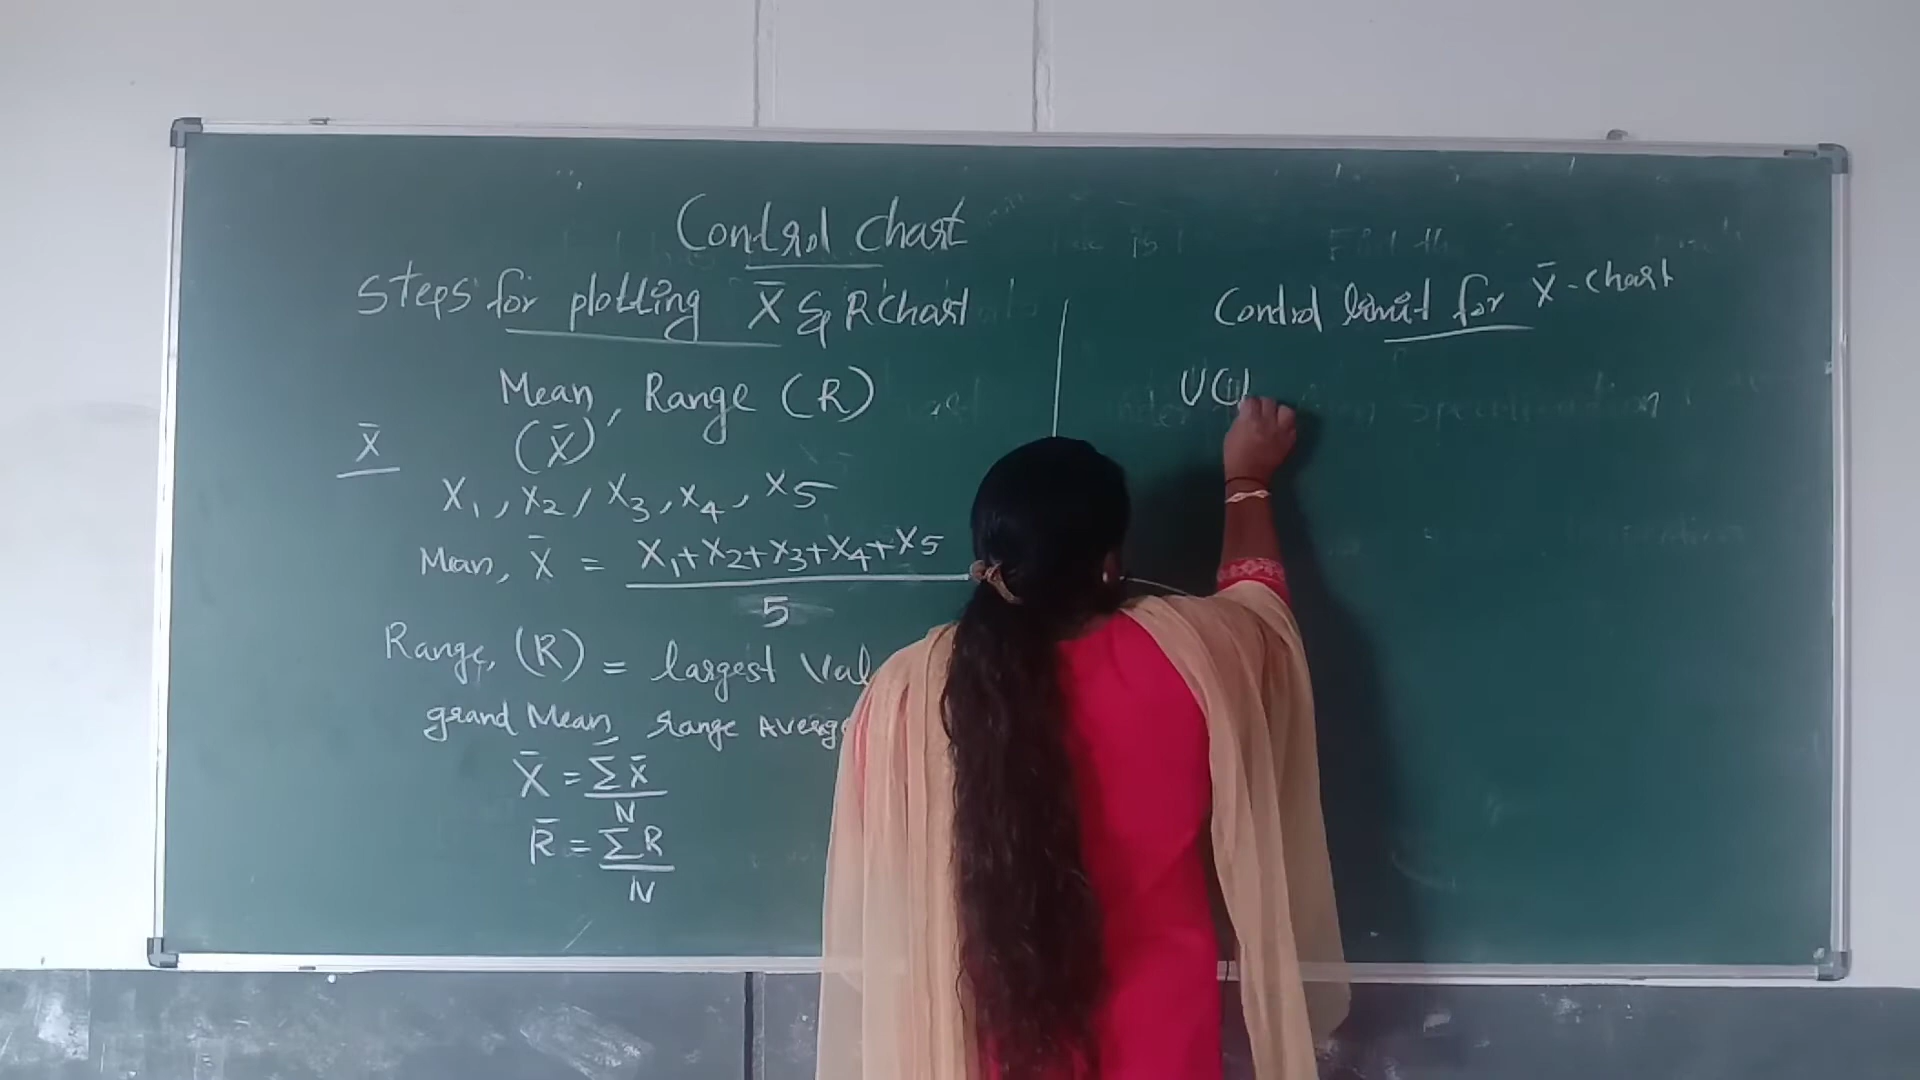 Control chart
Steps for plotting X̄ & R Chart
Mean, Range (R)
(X̄)
X̄
X₁, X₂, X₃, X₄, X₅
Mean, X̄ = X₁+X₂+X₃+X₄+X₅
5
Range, (R) = largest Val
grand Mean, range Average
X̄̄ = Σx̄
N
R̄ = ΣR
N
Control limit for X̄-chart
UCL